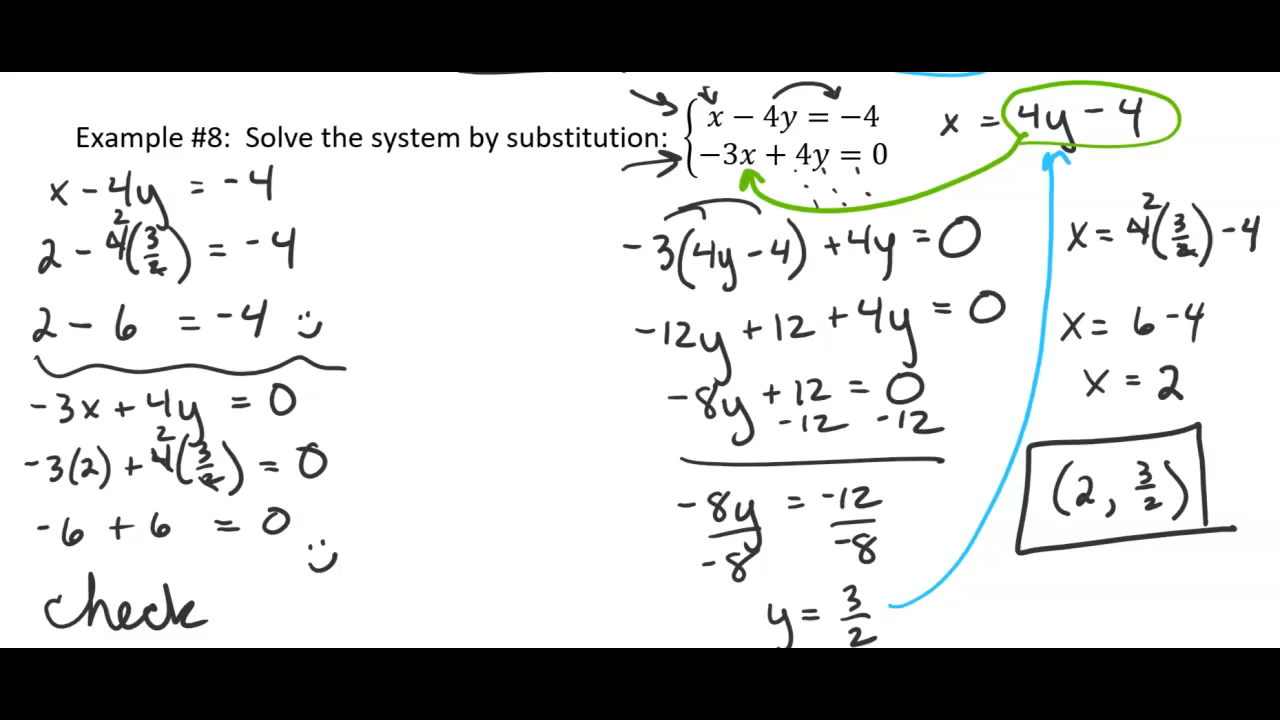 Example #8: Solve the system by substitution:
x − 4y = −4
−3x + 4y = 0
x = 4y - 4
x - 4y = -4
2 - 4(3/2) = -4
2
2 - 6 = -4 :)
-3x + 4y = 0
-3(2) + 4(3/2) = 0
2
-6 + 6 = 0
:)
check
-3(4y - 4) + 4y = 0
-12y + 12 + 4y = 0
-8y + 12 = 0
-12 -12
-8y = -12
-8 -8
y = 3/2
x = 4(3/2) - 4
2
x = 6 - 4
x = 2
(2, 3/2)